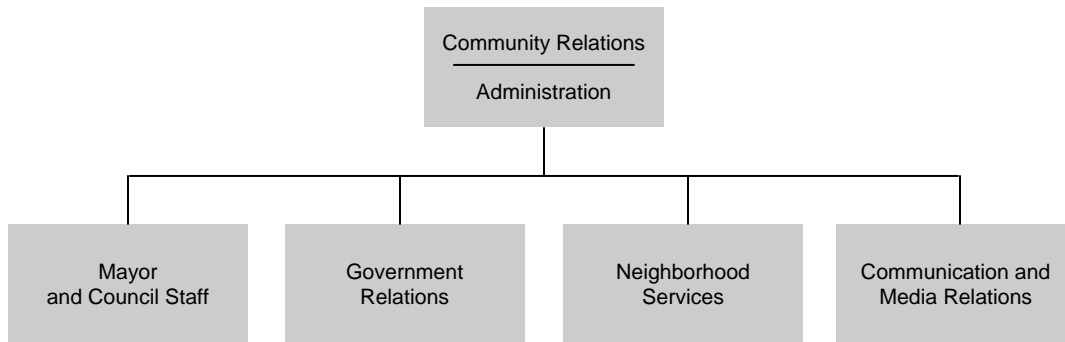 Community Relations
Administration
Mayor
and Council Staff
Government
Relations
Neighborhood
Services
Communication and
Media Relations